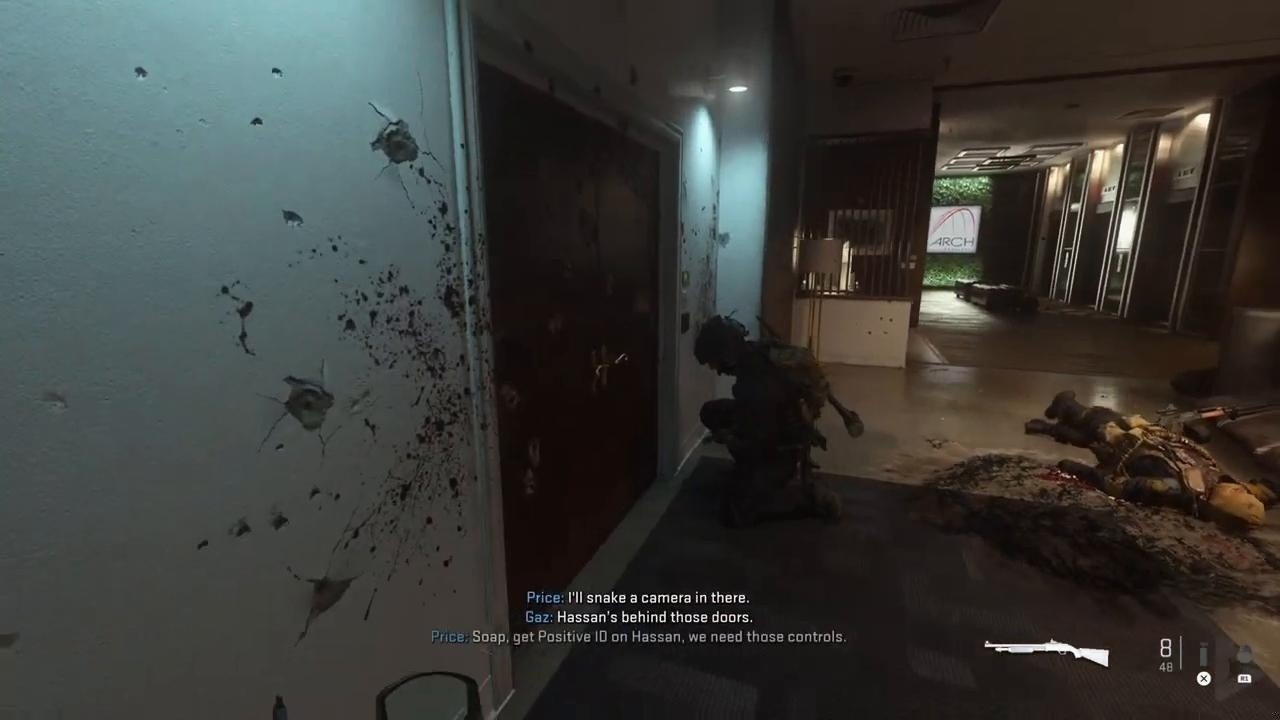 ARCH
Price: I'll snake a camera in there.
Gaz: Hassan's behind those doors.
Price: Soap, get Positive ID on Hassan, we need those controls.
8
48
R1